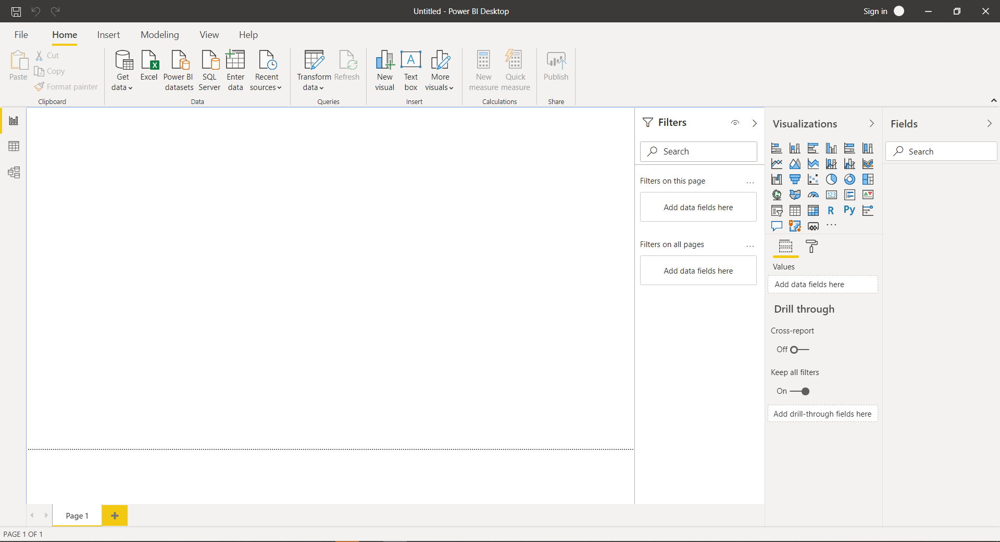 Untitled - Power BI Desktop
Sign in
File Home Insert Modeling View Help
Paste
Cut
Copy
Format painter
Clipboard
Get data
Excel
Power BI datasets
SQL Server
Enter data
Recent sources
Data
Transform data
Refresh
Queries
New visual
Text box
A
More visuals
Insert
New measure
Quick measure
Calculations
Publish
Share
Filters
Search
Filters on this page
...
Add data fields here
Filters on all pages
...
Add data fields here
Visualizations
123
R
Py
...
Values
Add data fields here
Drill through
Cross-report
Off
Keep all filters
On
Add drill-through fields here
Fields
Search
Page 1
PAGE 1 OF 1